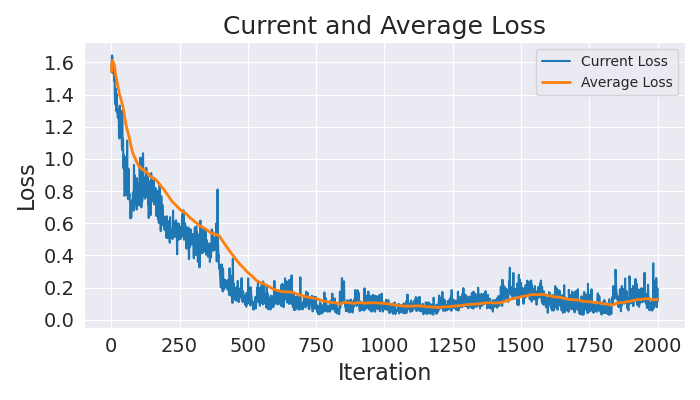 Current and Average Loss
Current Loss
Average Loss
Loss
1.6
1.4
1.2
1.0
0.8
0.6
0.4
0.2
0.0
0 250 500 750 1000 1250 1500 1750 2000
Iteration